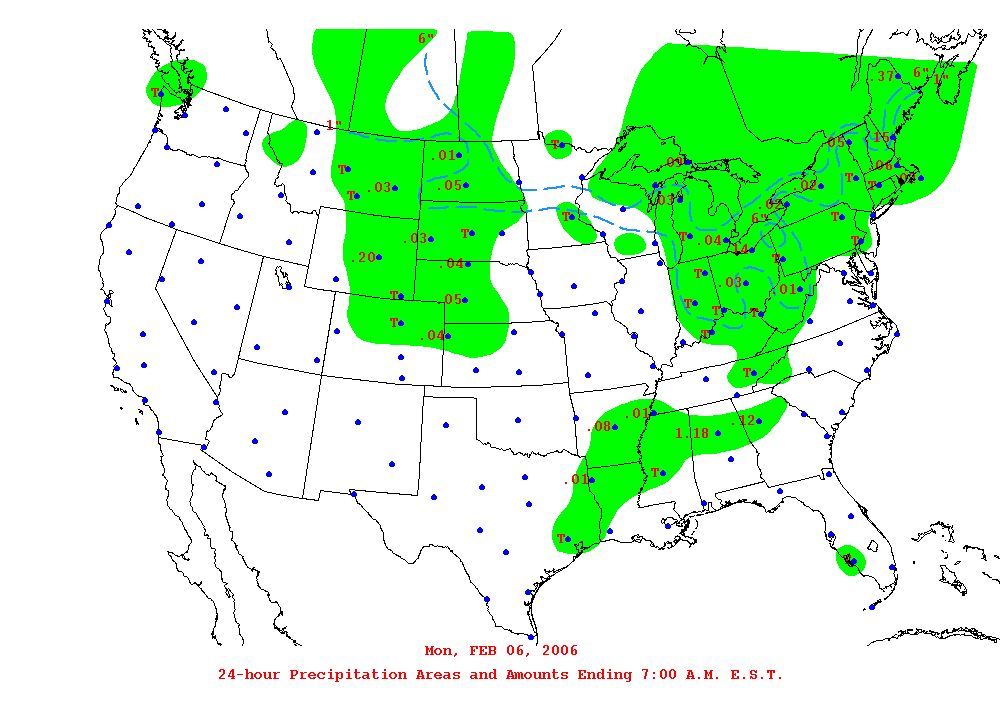 6"
.37 6" 1"
T
1"
.05 .15
.01 T
T .09 .06
.03 .05 .02 T T .02
T .03
T .02
T 6" T
.03 T T .04 .14 T
.20 .04 T
T .03
T .05 T .01
T T
T .04 T
T
.01
.08 1.18 .12
.01 T
T
T
Mon, FEB 06, 2006
24-hour Precipitation Areas and Amounts Ending 7:00 A.M. E.S.T.